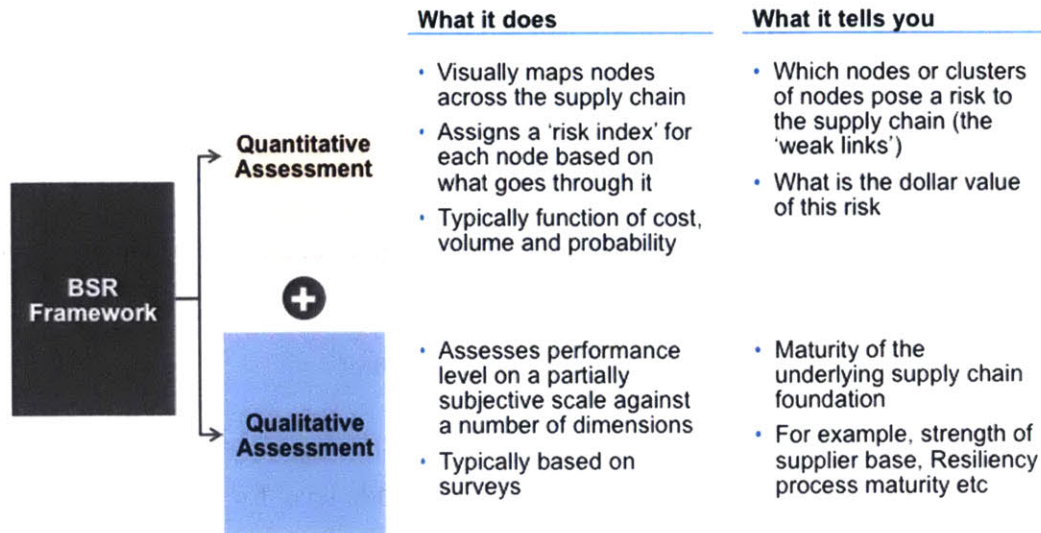 What it does
What it tells you
BSR
Framework
Quantitative
Assessment
• Visually maps nodes
across the supply chain
• Assigns a 'risk index' for
each node based on
what goes through it
• Typically function of cost,
volume and probability
• Which nodes or clusters
of nodes pose a risk to
the supply chain (the
'weak links')
• What is the dollar value
of this risk
+
Qualitative
Assessment
• Assesses performance
level on a partially
subjective scale against
a number of dimensions
• Typically based on
surveys
• Maturity of the
underlying supply chain
foundation
• For example, strength of
supplier base, Resiliency
process maturity etc